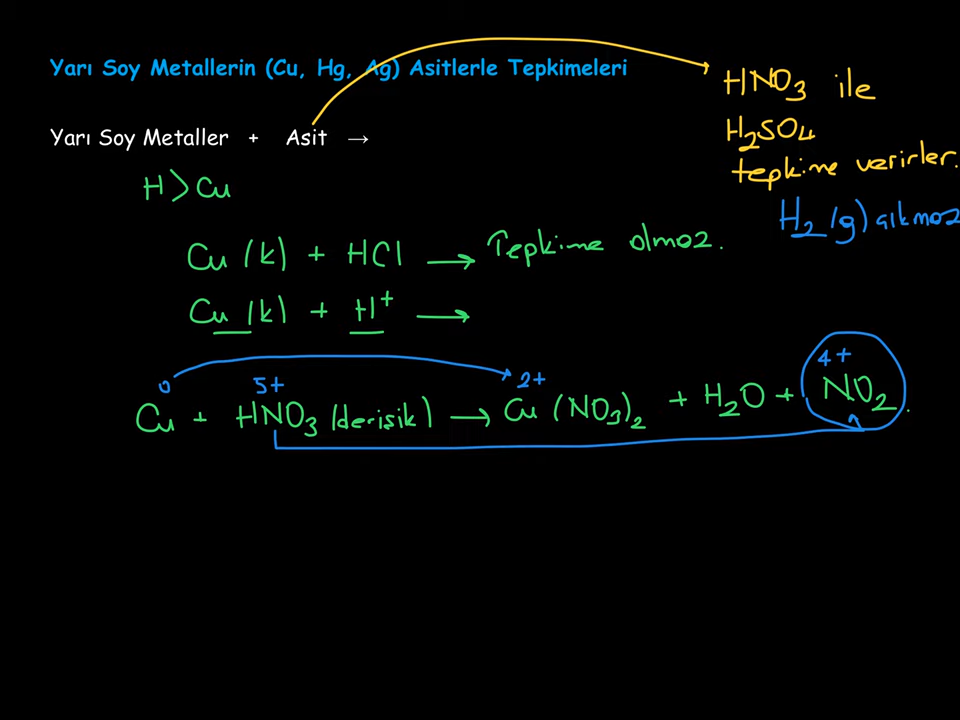 Yarı Soy Metallerin (Cu, Hg, Ag) Asitlerle Tepkimeleri
HNO3 ile
H2SO4
tepkime verirler.
H2(g) çıkmaz
Yarı Soy Metaller + Asit →
H > Cu
Cu (k) + HCl → Tepkime olmaz.
Cu (k) + H+ →
0 5+ 2+ 4+
Cu + HNO3 (derişik) → Cu (NO3)2 + H2O + NO2.